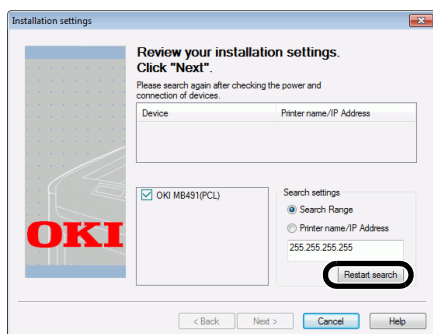 Installation settings
Review your installation settings.
Click "Next".
Please search again after checking the power and
connection of devices.
Device Printer name/IP Address
OKI MB491(PCL)
Search settings
Search Range
Printer name/IP Address
255.255.255.255
Restart search
OKI
< Back Next > Cancel Help